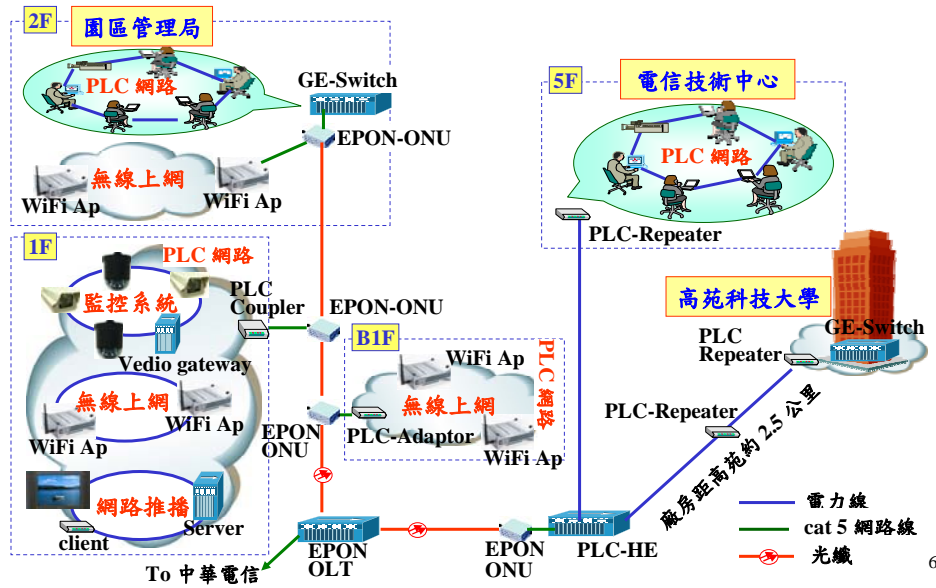 2F
園區管理局
PLC 網路
GE-Switch
EPON-ONU
無線上網
WiFi Ap
WiFi Ap
5F
電信技術中心
PLC 網路
PLC-Repeater
1F
PLC 網路
監控系統
Vedio gateway
PLC
Coupler
EPON-ONU
無線上網
WiFi Ap
WiFi Ap
網路推播
client
Server
B1F
WiFi Ap
PLC 網路
無線上網
PLC-Adaptor
WiFi Ap
EPON
ONU
高苑科技大學
GE-Switch
PLC
Repeater
PLC-Repeater
廠房距高苑約 2.5 公里
EPON
OLT
To 中華電信
EPON
ONU
PLC-HE
電力線
cat 5 網路線
光纖
6